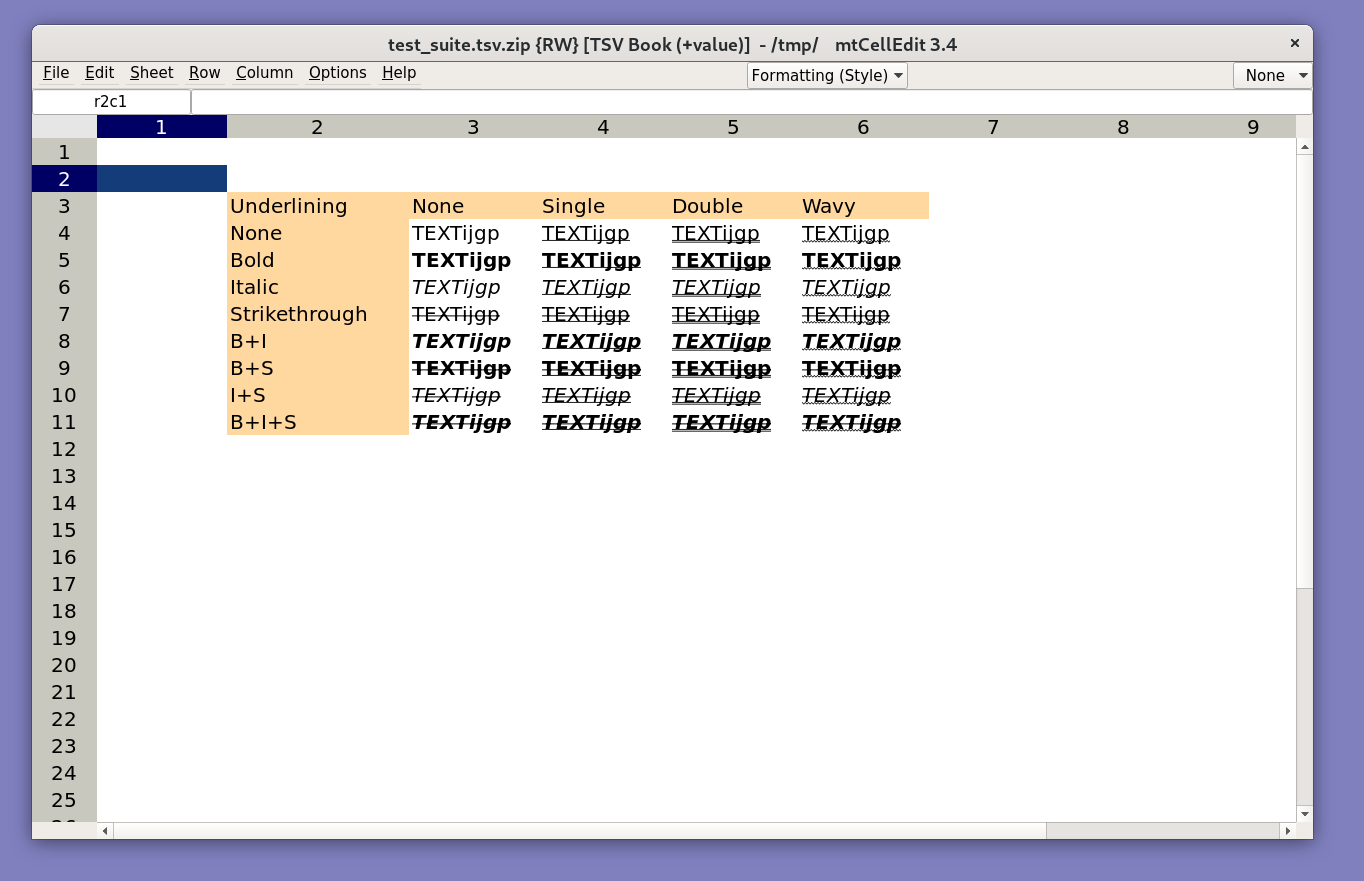 test_suite.tsv.zip {RW} [TSV Book (+value)] - /tmp/ mtCellEdit 3.4 ×
File Edit Sheet Row Column Options Help Formatting (Style) None
r2c1
1 2 3 4 5 6 7 8 9
1
2
3 Underlining None Single Double Wavy
4 None TEXTijgp TEXTijgp TEXTijgp TEXTijgp
5 Bold TEXTijgp TEXTijgp TEXTijgp TEXTijgp
6 Italic TEXTijgp TEXTijgp TEXTijgp TEXTijgp
7 Strikethrough TEXTijgp TEXTijgp TEXTijgp TEXTijgp
8 B+I TEXTijgp TEXTijgp TEXTijgp TEXTijgp
9 B+S TEXTijgp TEXTijgp TEXTijgp TEXTijgp
10 I+S TEXTijgp TEXTijgp TEXTijgp TEXTijgp
11 B+I+S TEXTijgp TEXTijgp TEXTijgp TEXTijgp
12
13
14
15
16
17
18
19
20
21
22
23
24
25